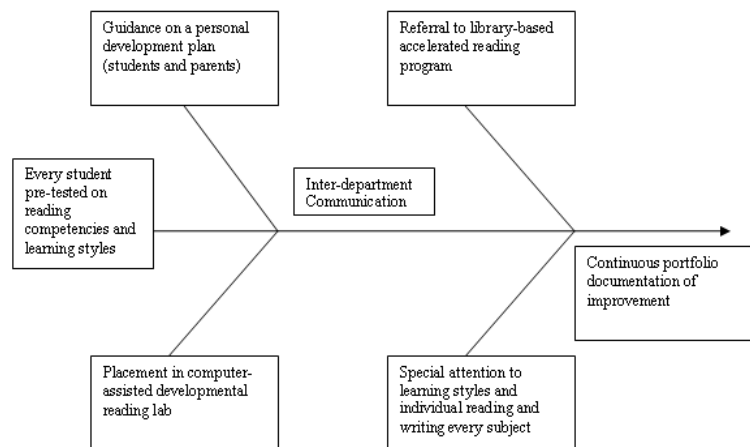 Guidance on a personal
development plan
(students and parents)
Referral to library-based
accelerated reading
program
Every student
pre-tested on
reading
competencies and
learning styles
Inter-department
Communication
Continuous portfolio
documentation of
improvement
Placement in computer-
assisted developmental
reading lab
Special attention to
learning styles and
individual reading and
writing every subject